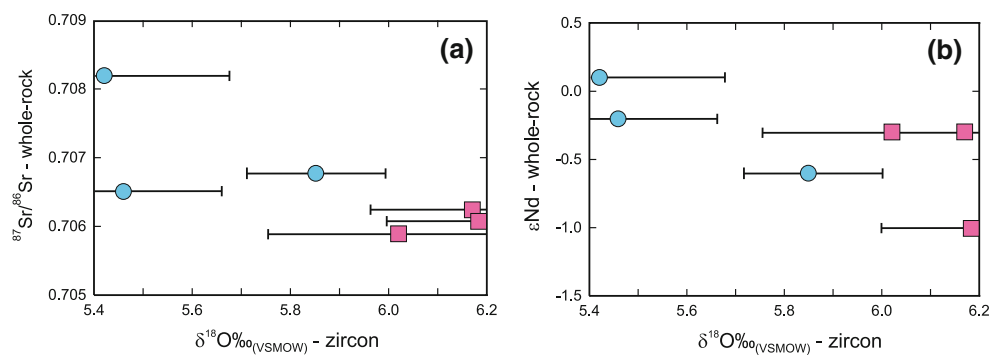 (a)
0.709
0.708
0.707
0.706
0.705
⁸⁷Sr/⁸⁶Sr - whole-rock
5.4 5.6 5.8 6.0 6.2
δ¹⁸O‰(VSMOW) - zircon
(b)
0.5
0.0
-0.5
-1.0
-1.5
εNd - whole-rock
5.4 5.6 5.8 6.0 6.2
δ¹⁸O‰(VSMOW) - zircon